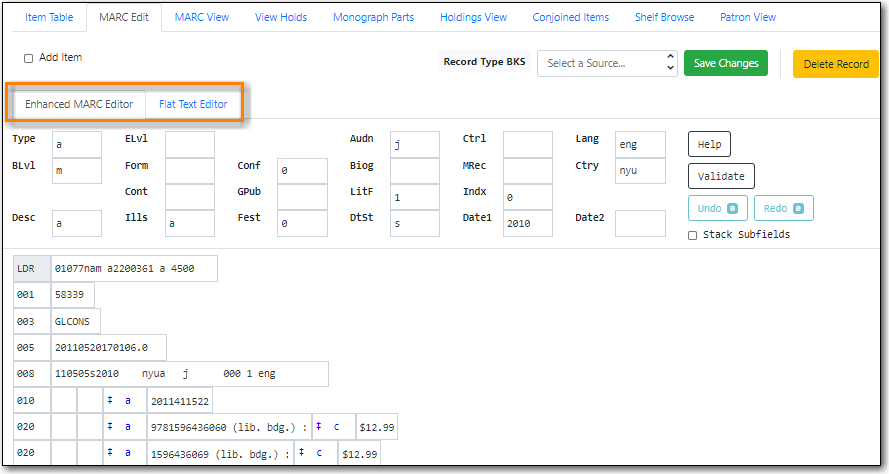 Item Table MARC Edit MARC View View Holds Monograph Parts Holdings View Conjoined Items Shelf Browse Patron View
Add Item Record Type BKS Select a Source... Save Changes Delete Record
Enhanced MARC Editor Flat Text Editor
Type a ELvl Audn j Ctrl Lang eng Help
BLvl m Form Conf 0 Biog MRec Ctry nyu
Validate
Cont GPub LitF 1 Indx 0
Undo 0 Redo 0
Desc a Ills a Fest 0 DtSt s Date1 2010 Date2
Stack Subfields
LDR 01077nam a2200361 a 4500
001 58339
003 GLCONS
005 20110520170106.0
008 110505s2010 nyua j 000 1 eng
010 ‡ a 2011411522
020 ‡ a 9781596436060 (lib. bdg.) : ‡ c $12.99
020 ‡ a 1596436069 (lib. bdg.) : ‡ c $12.99